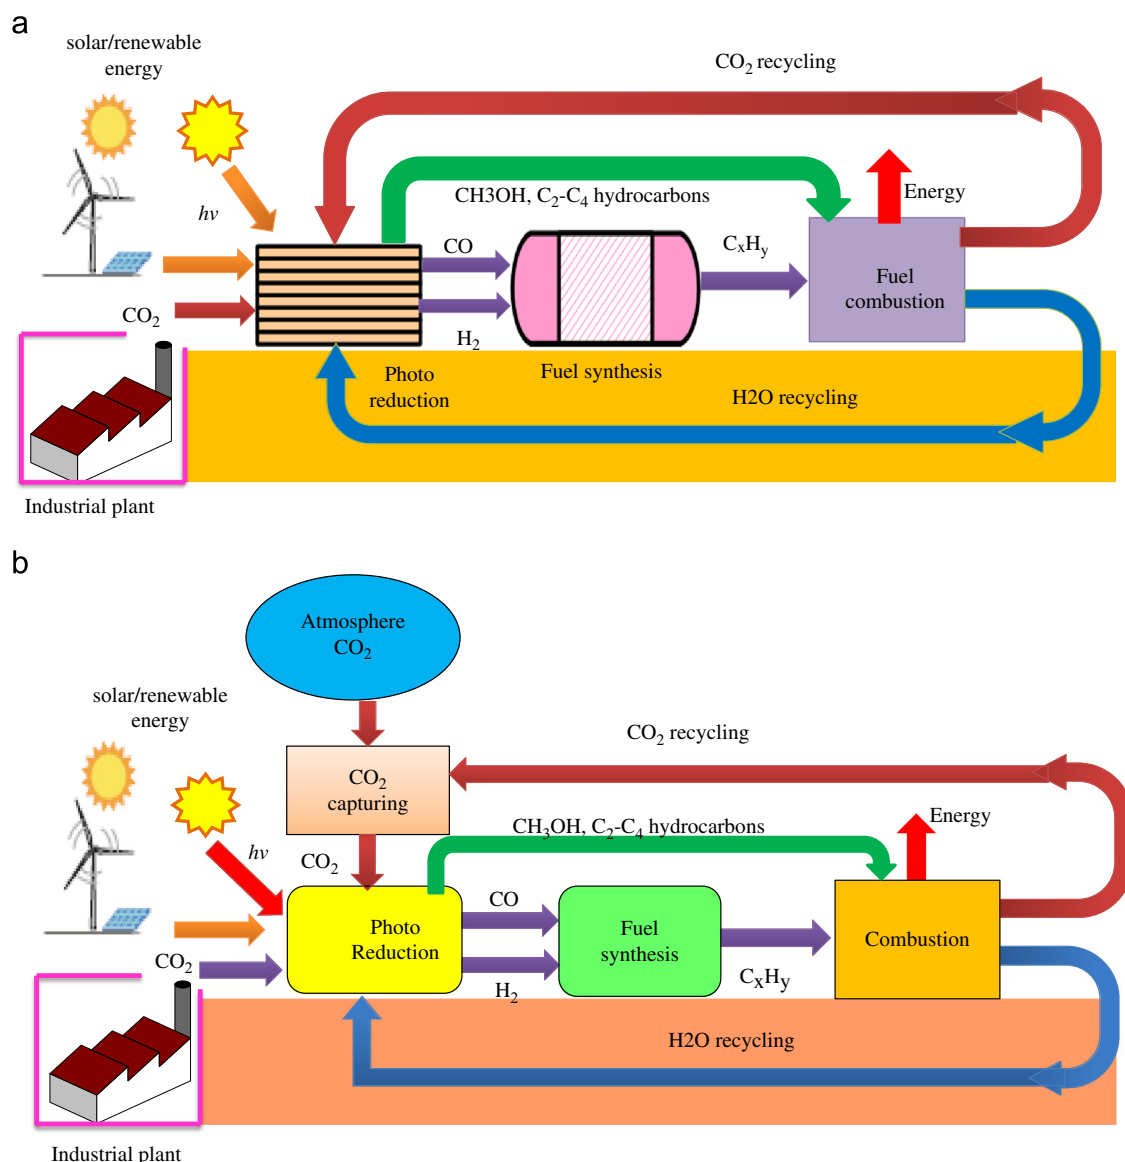 a
solar/renewable
energy
CO₂ recycling
hv
CH3OH, C₂-C₄ hydrocarbons
Energy
CO
CₓHᵧ
Fuel
combustion
CO₂
H₂
Photo
reduction
Fuel synthesis
H2O recycling
Industrial plant
b
Atmosphere
CO₂
solar/renewable
energy
CO₂ recycling
CO₂
capturing
Energy
CH₃OH, C₂-C₄ hydrocarbons
hv
CO₂
CO
Photo
Reduction
Fuel
synthesis
Combustion
CO₂
H₂
CₓHy
H2O recycling
Industrial plant